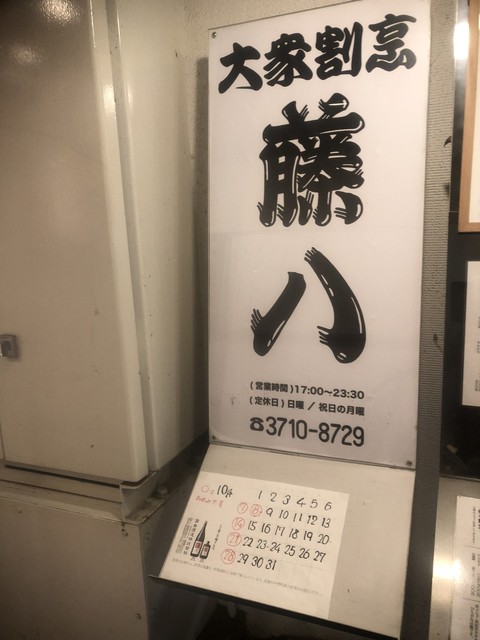 大衆割烹
藤八
(営業時間)17:00〜23:30
(定休日)日曜 / 祝日の月曜
☎3710-8729
10月
1 2 3 4 5 6
7 8 9 10 11 12 13
14 15 16 17 18 19 20
21 22 23 24 25 26 27
28 29 30 31